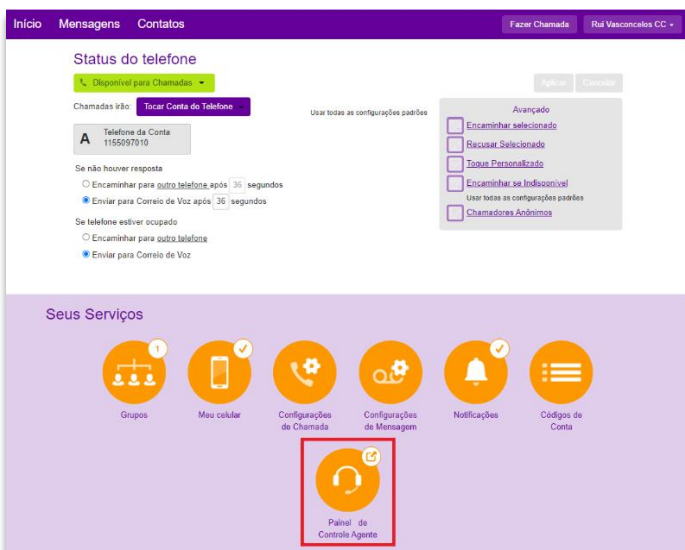 Início Mensagens Contatos Fazer Chamada Rui Vasconcelos CC
Status do telefone
Disponível para Chamadas
Aplicar Cancelar
Chamadas irão: Tocar Conta do Telefone
Usar todas as configurações padrões
A Telefone da Conta
1155097010
Se não houver resposta
Encaminhar para outro telefone após 36 segundos
Enviar para Correio de Voz após 36 segundos
Se telefone estiver ocupado
Encaminhar para outro telefone
Enviar para Correio de Voz
Avançado
Encaminhar selecionado
Recusar Selecionado
Toque Personalizado
Encaminhar se Indisponivel
Usar todas as configurações padrões
Chamadores Anônimos
Seus Serviços
1
Grupos
Meu celular
Configurações
de Chamada
Configurações
de Mensagem
Notificações
Códigos de
Conta
Painel de
Controle Agente